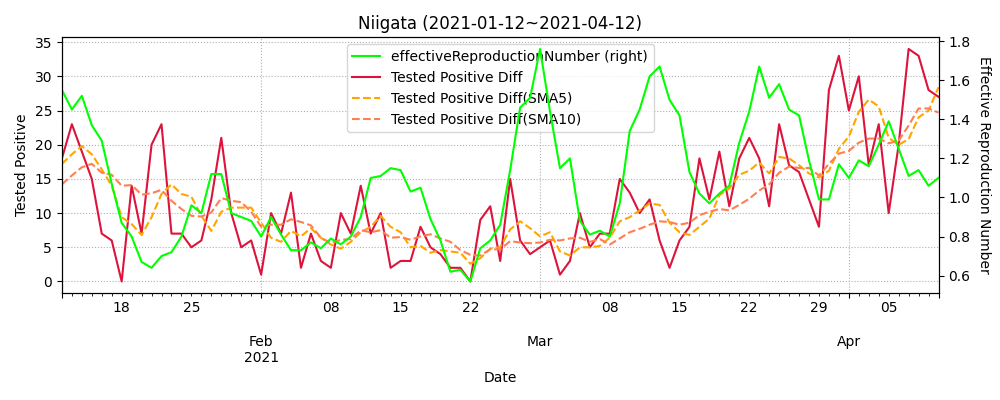 Niigata (2021-01-12~2021-04-12)
effectiveReproductionNumber (right)
Tested Positive Diff
Tested Positive Diff(SMA5)
Tested Positive Diff(SMA10)
Tested Positive
35
30
25
20
15
10
5
0
1.8
1.6
1.4
1.2
1.0
0.8
0.6
Effective Reproduction Number
18 25 08 15 22 08 15 22 29 05
Feb Mar Apr
2021
Date